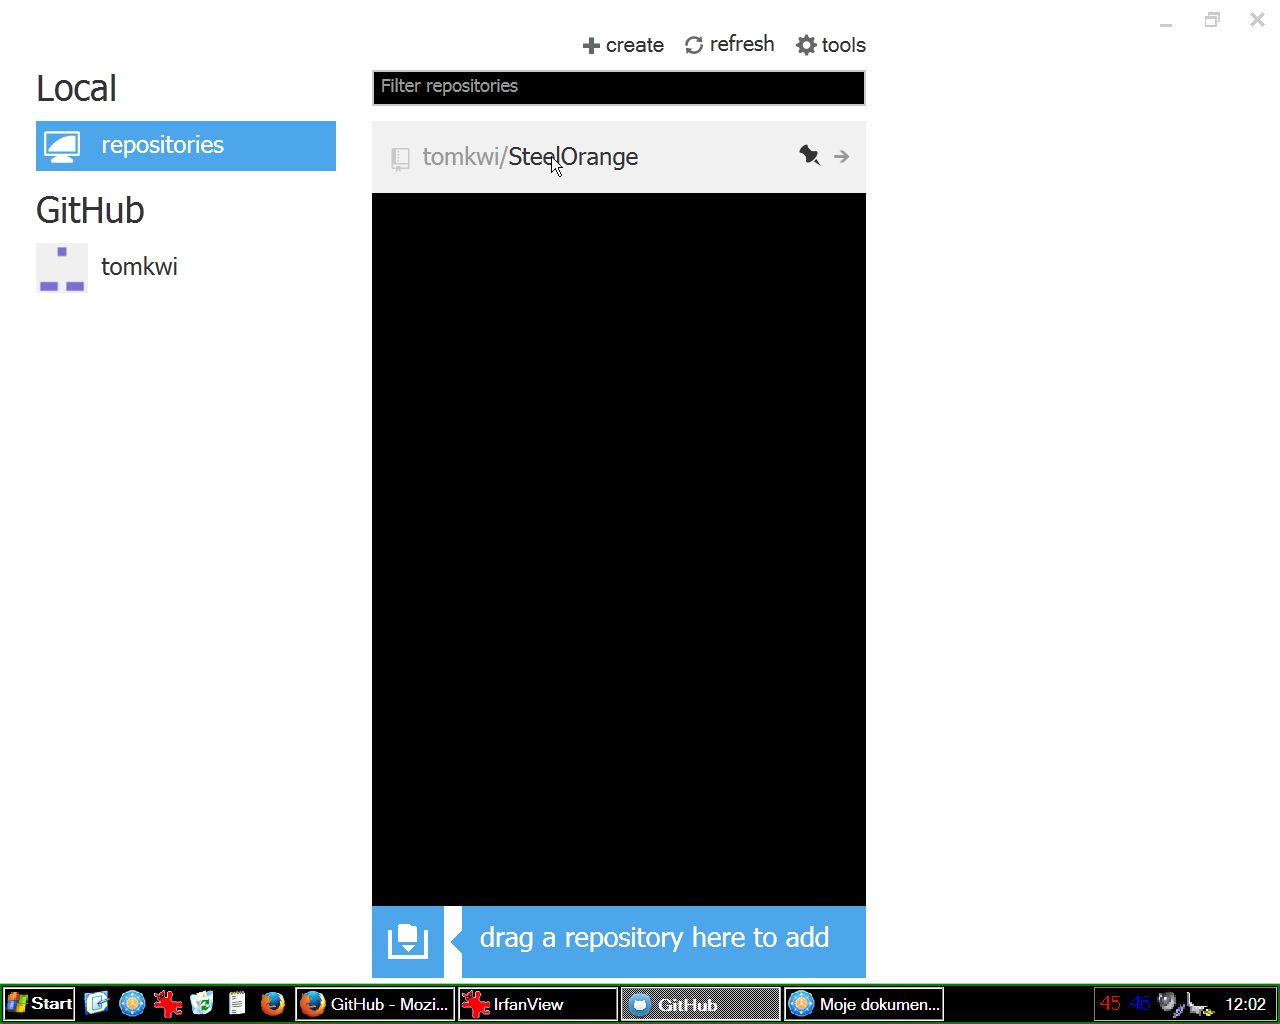 create refresh tools
Local
Filter repositories
repositories
tomkwi/SteelOrange
GitHub
tomkwi
drag a repository here to add
Start GitHub - Mozi... IrfanView GitHub Moje dokumen... 45 46 12:02